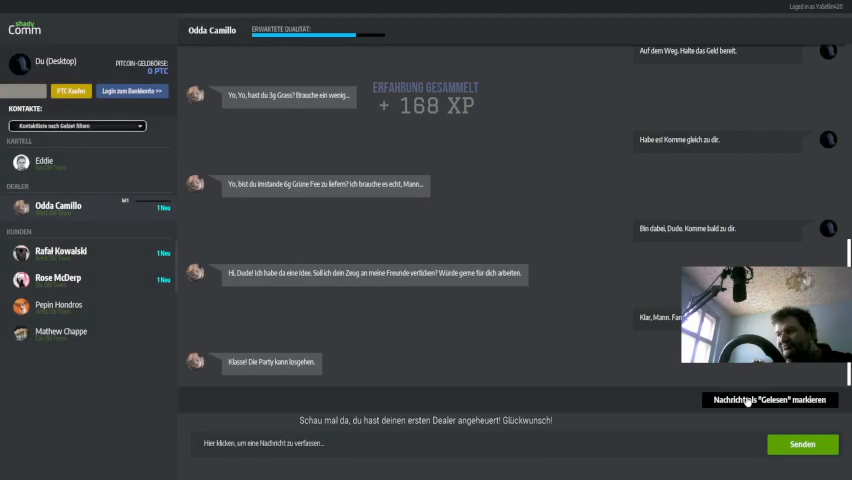 Loged in as YaSellin420
shady
Comm
Odda Camillo
ERWARTETE QUALITÄT:
Du (Desktop)
PITCOIN-GELDBÖRSE:
0 PTC
PTC Kaufen
Login zum Bankkonto >>
KONTAKTE:
Kontaktliste nach Gebiet filtern
KARTELL
Eddie
DEALER
Odda Camillo
M1
1 Neu
KUNDEN
Rafał Kowalski
1 Neu
Rose McDerp
1 Neu
Pepin Hondros
Mathew Chappe
Auf dem Weg. Halte das Geld bereit.
Yo, Yo, hast du 3g Grass? Brauche ein wenig...
ERFAHRUNG GESAMMELT
+ 168 XP
Habe es! Komme gleich zu dir.
Yo, bist du imstande 6g Grüne Fee zu liefern? Ich brauche es echt, Mann...
Bin dabei, Dude. Komme bald zu dir.
Hi, Dude! Ich habe da eine Idee. Soll ich dein Zeug an meine Freunde verticken? Würde gerne für dich arbeiten.
Klar, Mann.
Klasse! Die Party kann losgehen.
Nachricht als "Gelesen" markieren
Schau mal da, du hast deinen ersten Dealer angeheuert! Glückwunsch!
Hier klicken, um eine Nachricht zu verfassen...
Senden